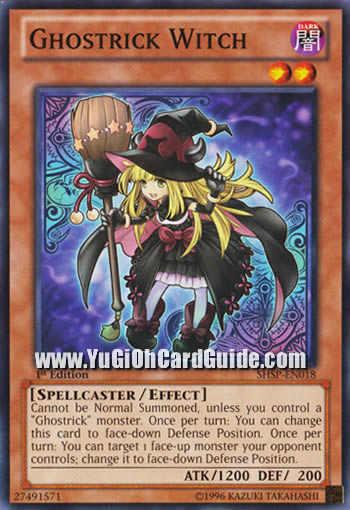 GHOSTRICK WITCH
DARK
闇
www.YuGiOhCardGuide.com
1st Edition
SHSP-EN018
[SPELLCASTER / EFFECT]
Cannot be Normal Summoned, unless you control a
"Ghostrick" monster. Once per turn: You can change
this card to face-down Defense Position. Once per
turn: You can target 1 face-up monster your opponent
controls; change it to face-down Defense Position.
ATK/1200 DEF/ 200
27491571
©1996 KAZUKI TAKAHASHI